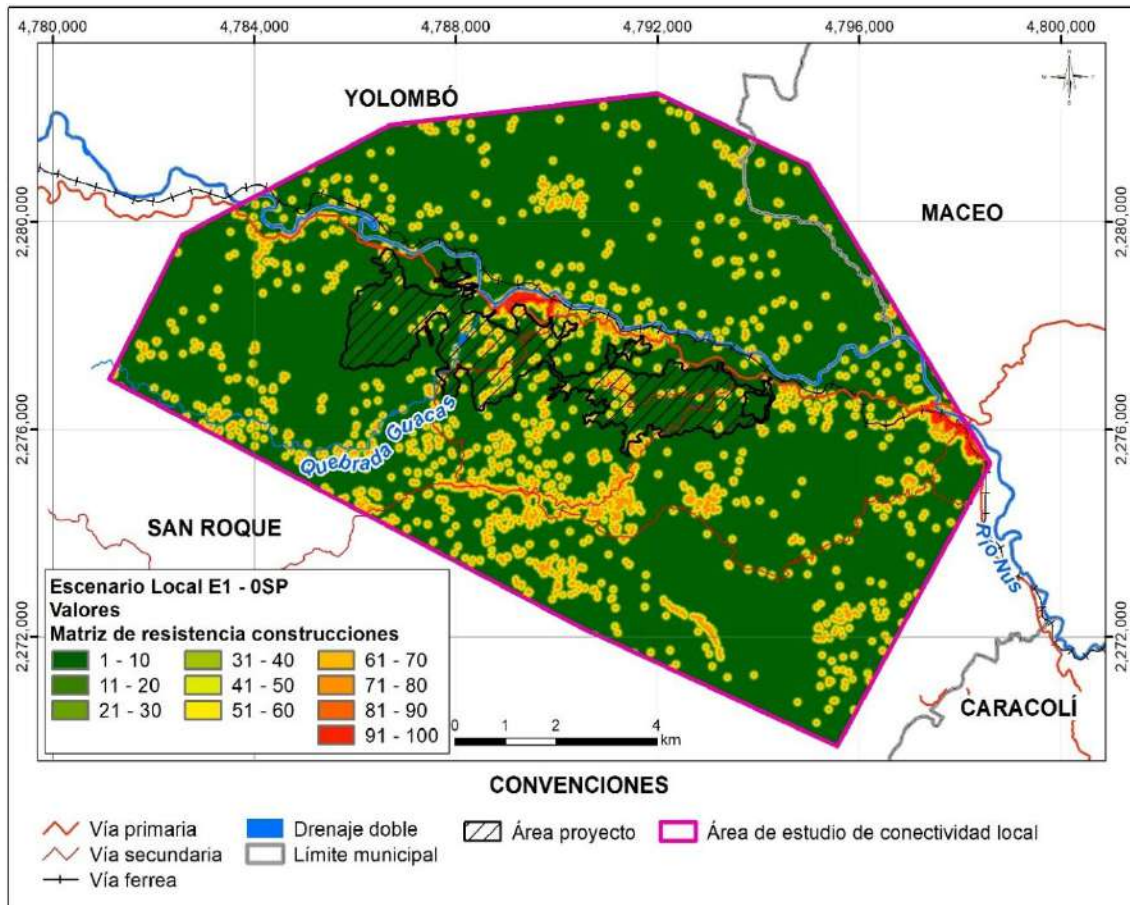 4,780,000 4,784,000 4,788,000 4,792,000 4,796,000 4,800,000
YOLOMBÓ
MACEO
2,280,000 2,280,000
2,276,000 2,276,000
Quebrada Guacas
SAN ROQUE
Río Nus
2,272,000 2,272,000
CARACOLÍ
Escenario Local E1 - 0SP
Valores
Matriz de resistencia construcciones
1 - 10 31 - 40 61 - 70
11 - 20 41 - 50 71 - 80
21 - 30 51 - 60 81 - 90
91 - 100
0 1 2 4
km
CONVENCIONES
Vía primaria Drenaje doble Área proyecto Área de estudio de conectividad local
Vía secundaria Límite municipal
Vía ferrea